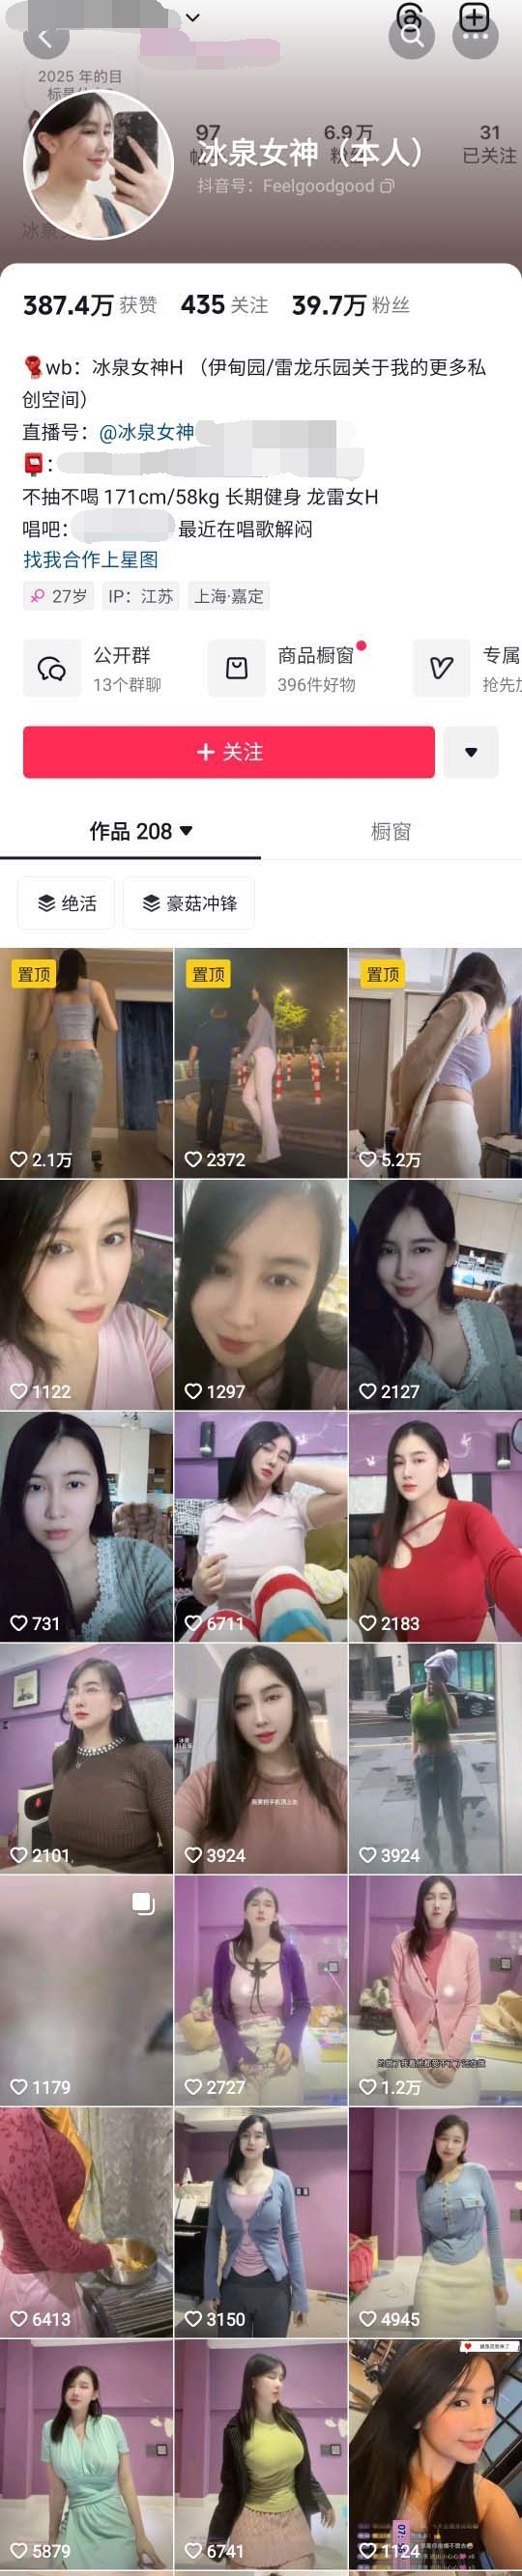 2025 年的目
97
6.9万
31
冰泉女神（本人）
已关注
抖音号：Feelgoodgood
387.4万 获赞 435 关注 39.7万 粉丝
wb：冰泉女神H （伊甸园/雷龙乐园关于我的更多私
创空间）
直播号：@冰泉女神
：
不抽不喝 171cm/58kg 长期健身 龙雷女H
唱吧： 最近在唱歌解闷
找我合作上星图
27岁 IP：江苏 上海·嘉定
公开群 商品橱窗 专属
13个群聊 396件好物 抢先
关注
作品 208 橱窗
绝活 豪菇冲锋
置顶 置顶 置顶
2.1万 2372 5.2万
1122 1297 2127
731 6711 2183
2101 3924 3924
1179 2727 1.2万
6413 3150 4945
5879 6741 1124